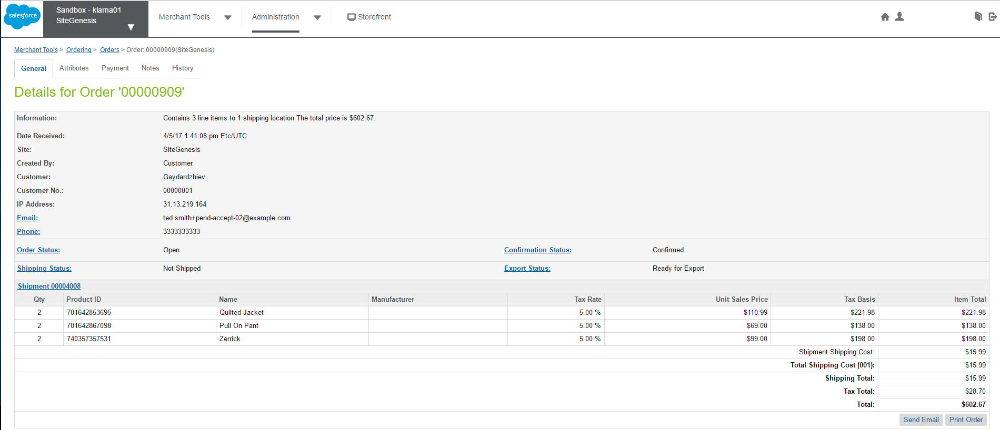 salesforce
Sandbox - klarna01
SiteGenesis
Merchant Tools
Administration
Storefront
Merchant Tools > Ordering > Orders > Order: 00000909(SiteGenesis)
General Attributes Payment Notes History
Details for Order '00000909'
Information: Contains 3 line items to 1 shipping location The total price is $602.67.
Date Received: 4/5/17 1:41:08 pm Etc/UTC
Site: SiteGenesis
Created By: Customer
Customer: Gaydardzhiev
Customer No.: 00000001
IP Address: 31.13.219.164
Email: ted.smith+pend-accept-02@example.com
Phone: 3333333333
Order Status: Open Confirmation Status: Confirmed
Shipping Status: Not Shipped Export Status: Ready for Export
Shipment 00004008
Qty Product ID Name Manufacturer Tax Rate Unit Sales Price Tax Basis Item Total
2 701642853695 Quilted Jacket 5.00 % $110.99 $221.98 $221.98
2 701642867098 Pull On Pant 5.00 % $69.00 $138.00 $138.00
2 740357357531 Zerrick 5.00 % $99.00 $198.00 $198.00
Shipment Shipping Cost: $15.99
Total Shipping Cost (001): $15.99
Shipping Total: $15.99
Tax Total: $28.70
Total: $602.67
Send Email Print Order